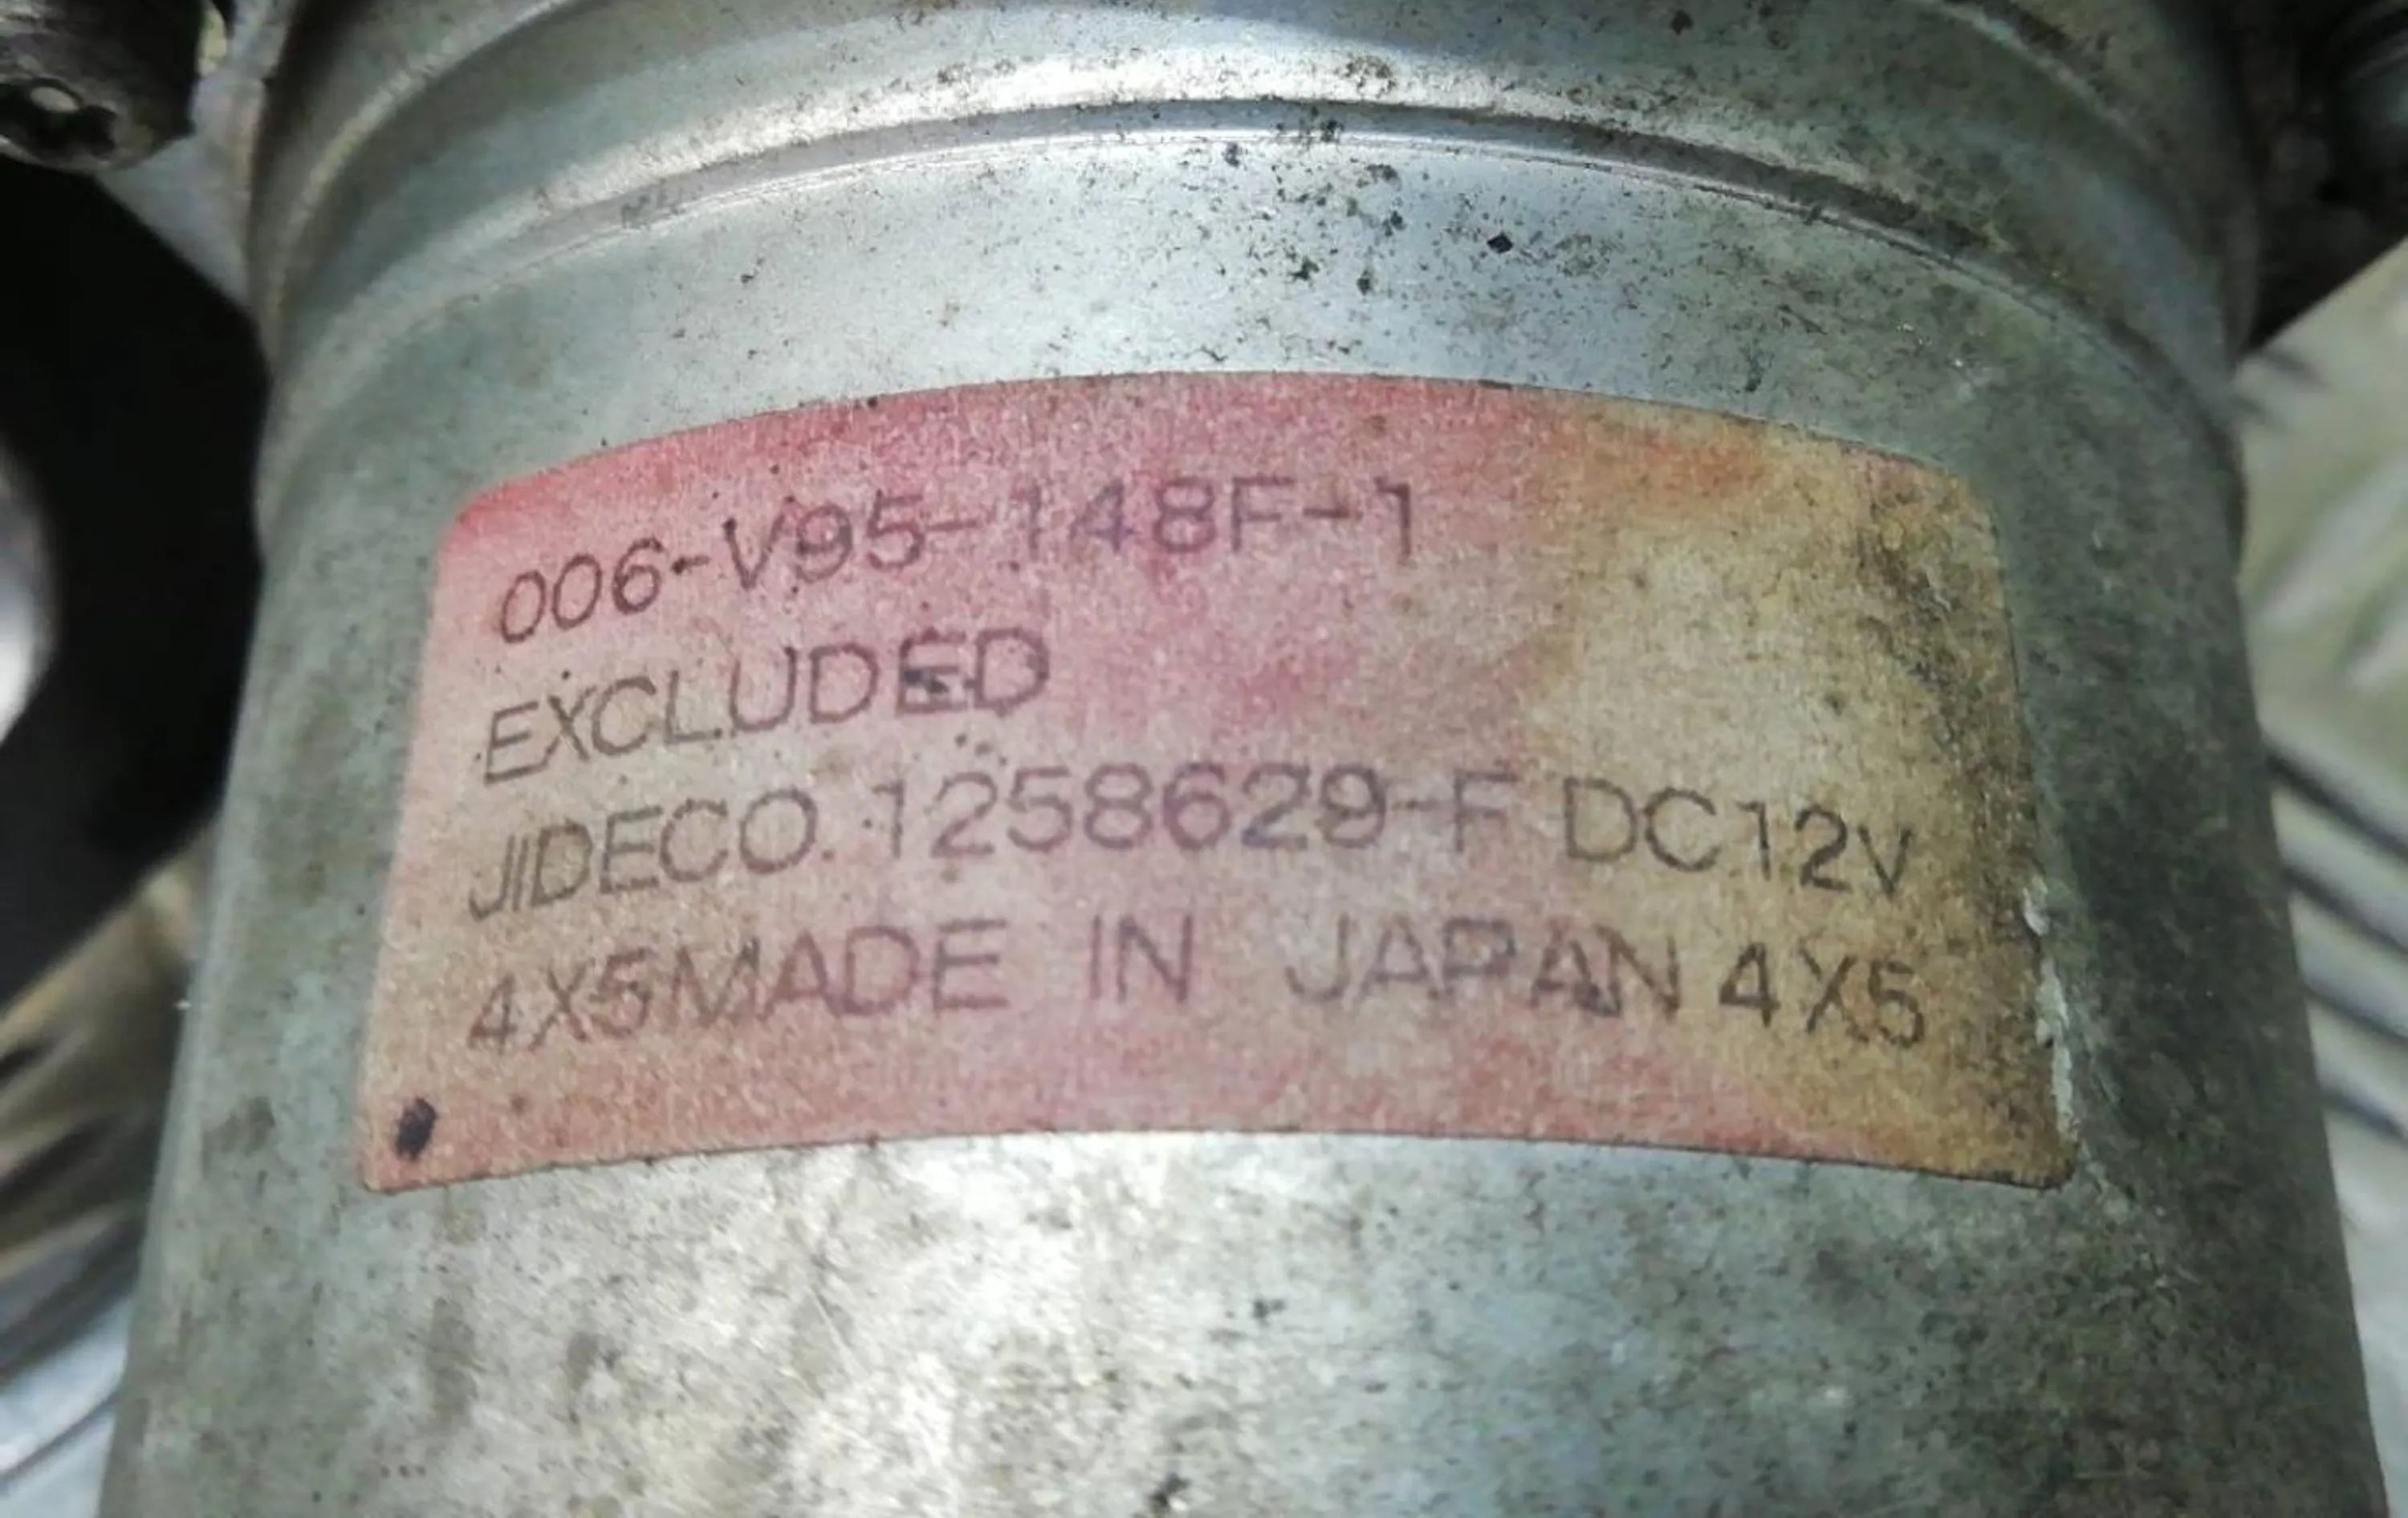 006-V95-148F-1
EXCLUDED
JIDECO. 1258629-F DC12V
4X5MADE IN JAPAN 4X5